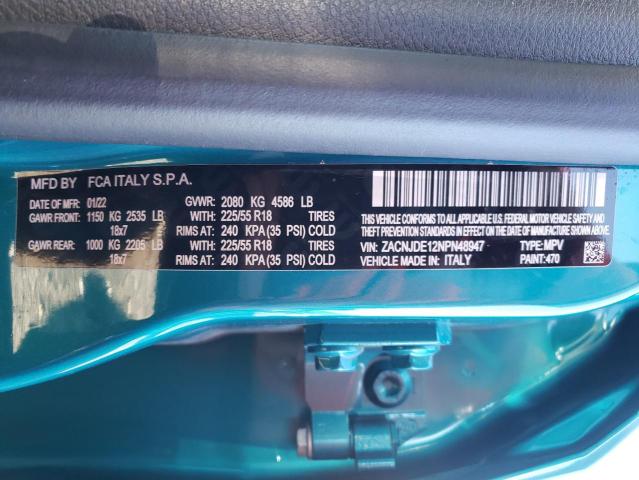 MFD BY FCA ITALY S.P.A.
DATE OF MFR: 01/22 GVWR: 2080 KG 4586 LB
GAWR FRONT: 1150 KG 2535 LB WITH: 225/55 R18 TIRES
18x7 RIMS AT: 240 KPA (35 PSI) COLD
GAWR REAR: 1000 KG 2205 LB WITH: 225/55 R18 TIRES
18x7 RIMS AT: 240 KPA (35 PSI) COLD
THIS VEHICLE CONFORMS TO ALL APPLICABLE FEDERAL MOTOR VEHICLE SAFETY
AND THEFT PREVENTION STANDARDS IN EFFECT ON THE DATE OF MANUFACTURE SHOWN ABOVE.
VIN: ZACNJDE12NPN48947 TYPE: MPV
VEHICLE MADE IN: ITALY PAINT: 470